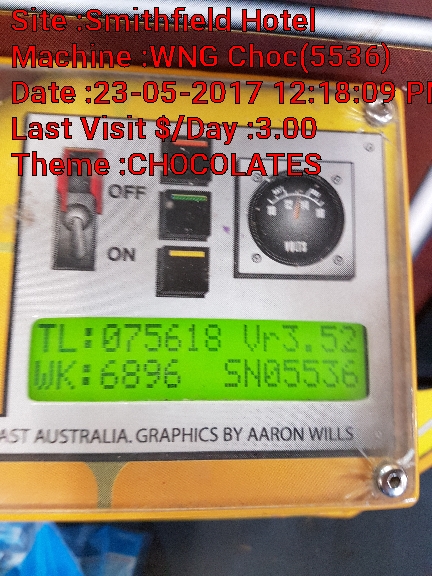 Site :Smithfield Hotel
Machine :WNG Choc(5536)
Date :23-05-2017 12:18:09 PM
Last Visit $/Day :3.00
Theme :CHOCOLATES
OFF
ON
VOLTS
TL:075618 Vr3.52
WK:6896 SN05536
AST AUSTRALIA. GRAPHICS BY AARON WILLS